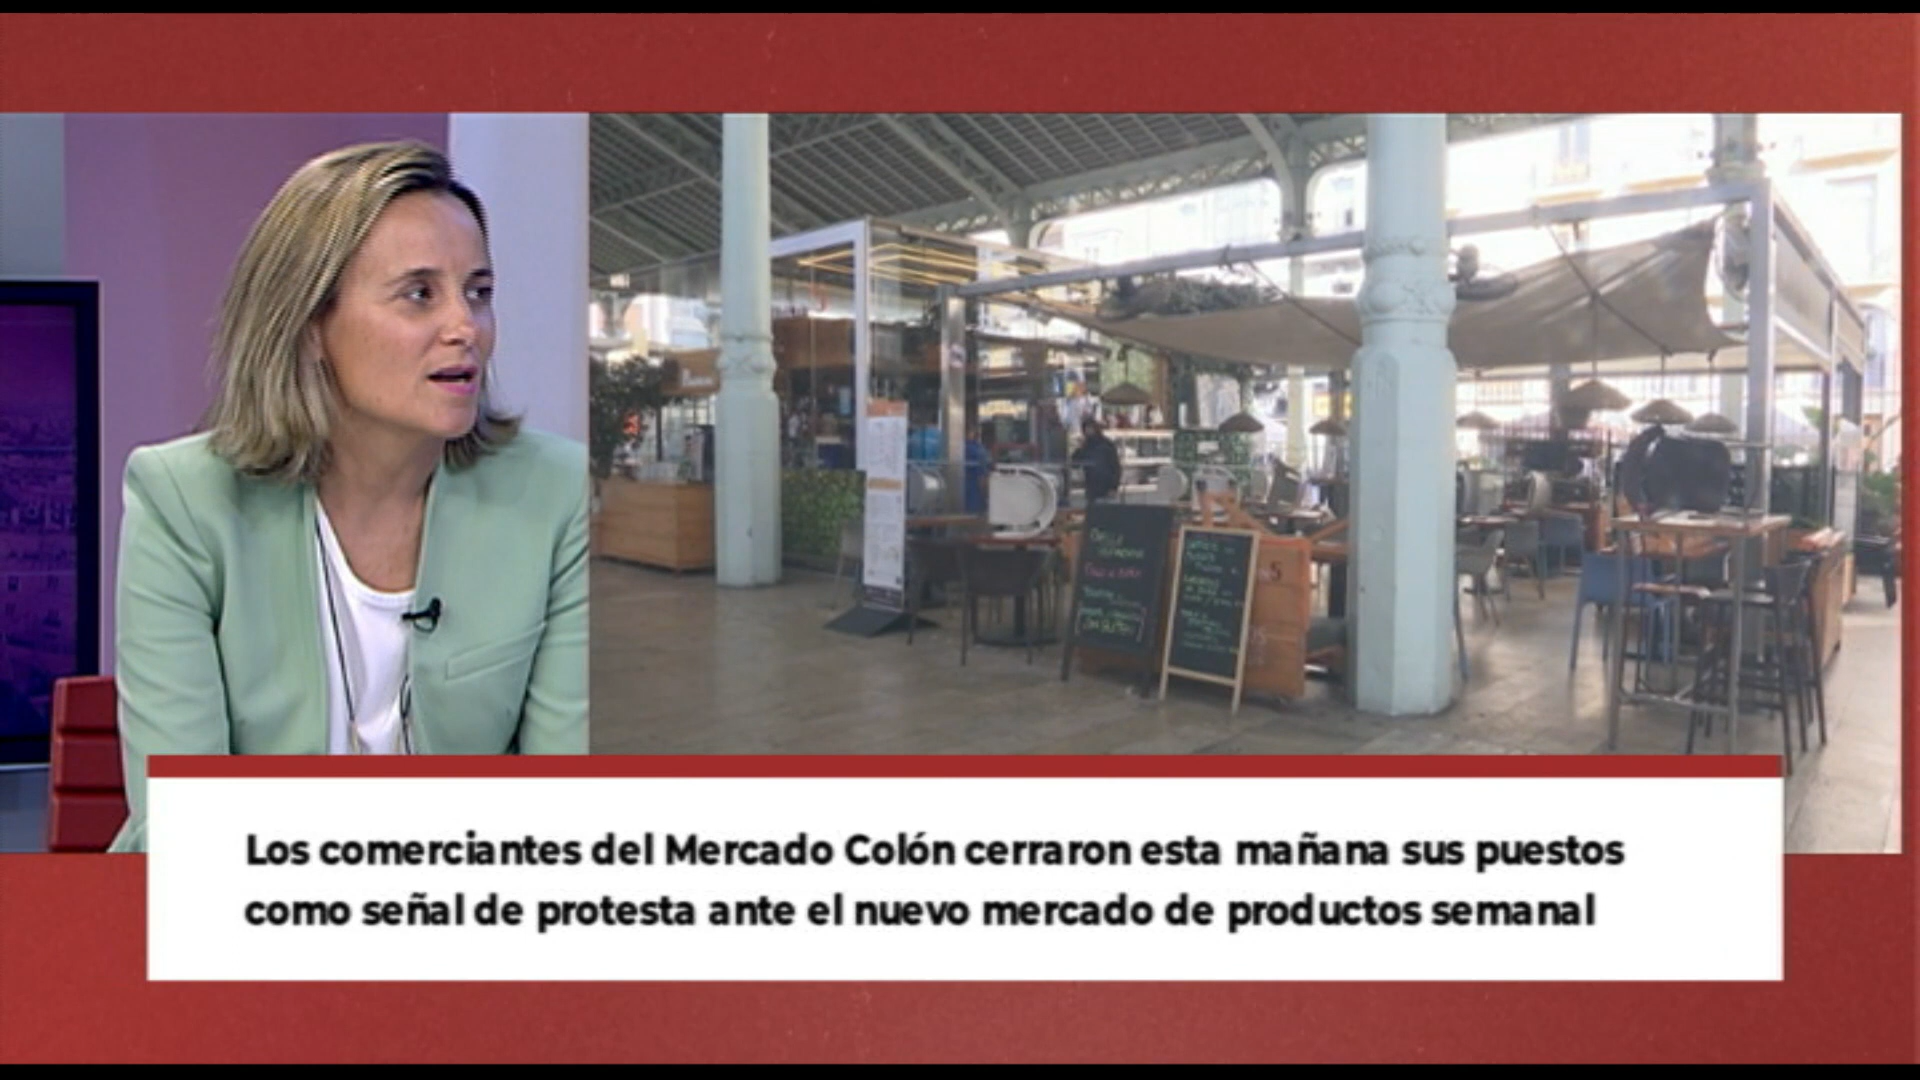 Los comerciantes del Mercado Colón cerraron esta mañana sus puestos
como señal de protesta ante el nuevo mercado de productos semanal